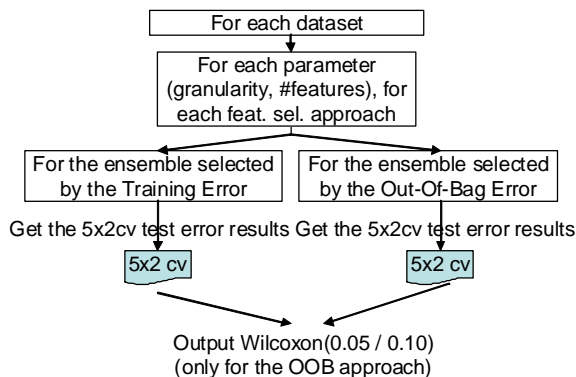 For each dataset
For each parameter
(granularity, #features), for
each feat. sel. approach
For the ensemble selected
by the Training Error
For the ensemble selected
by the Out-Of-Bag Error
Get the 5x2cv test error results
Get the 5x2cv test error results
5x2 cv
5x2 cv
Output Wilcoxon(0.05 / 0.10)
(only for the OOB approach)